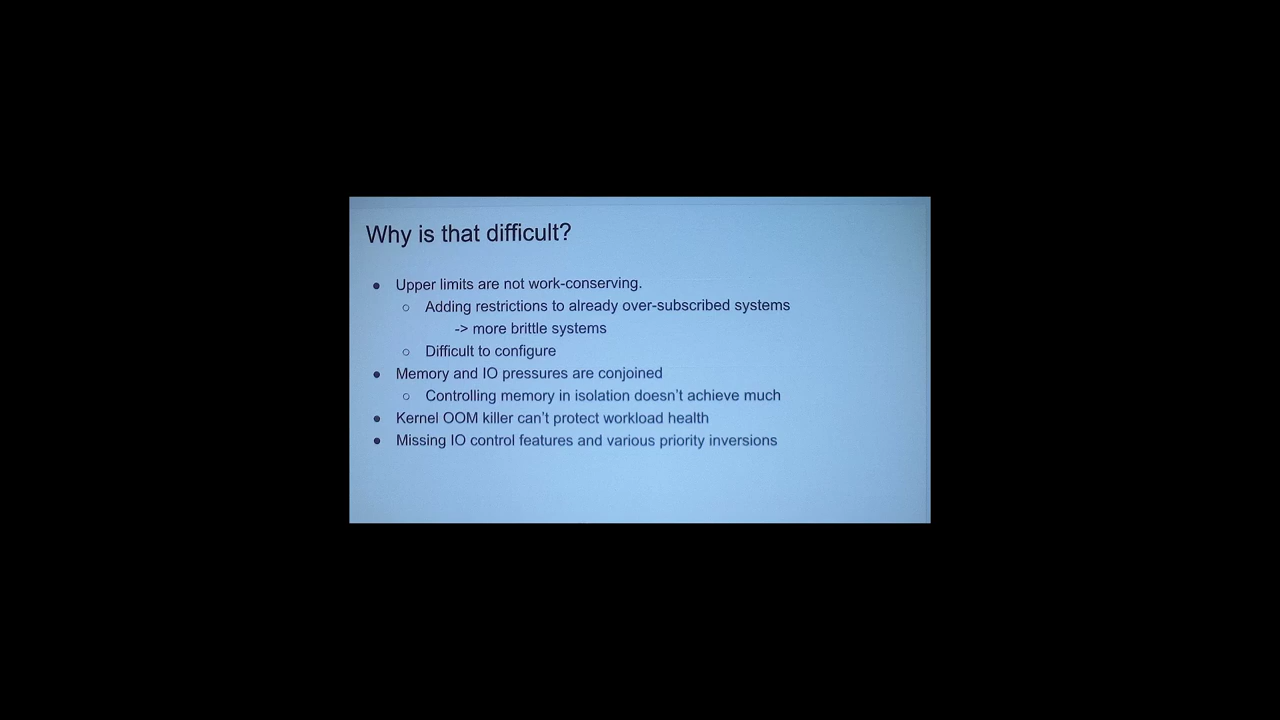 Why is that difficult?
● Upper limits are not work-conserving.
○ Adding restrictions to already over-subscribed systems
-> more brittle systems
○ Difficult to configure
● Memory and IO pressures are conjoined
○ Controlling memory in isolation doesn't achieve much
● Kernel OOM killer can't protect workload health
● Missing IO control features and various priority inversions